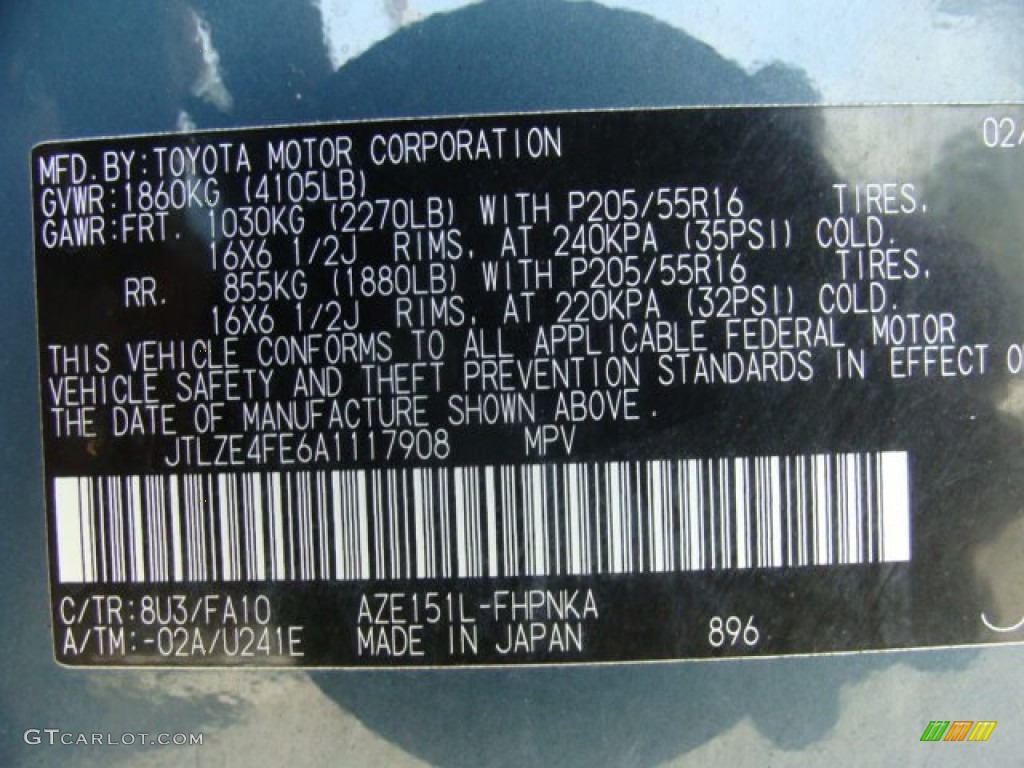 MFD.BY:TOYOTA MOTOR CORPORATION 02/
GVWR:1860KG (4105LB)
GAWR:FRT. 1030KG (2270LB) WITH P205/55R16 TIRES,
16X6 1/2J RIMS, AT 240KPA (35PSI) COLD.
RR. 855KG (1880LB) WITH P205/55R16 TIRES,
16X6 1/2J RIMS, AT 220KPA (32PSI) COLD.
THIS VEHICLE CONFORMS TO ALL APPLICABLE FEDERAL MOTOR
VEHICLE SAFETY AND THEFT PREVENTION STANDARDS IN EFFECT O
THE DATE OF MANUFACTURE SHOWN ABOVE.
JTLZE4FE6A1117908 MPV
C/TR:8U3/FA10 AZE151L-FHPNKA
A/TM:-02A/U241E MADE IN JAPAN 896
GTCARLOT.COM